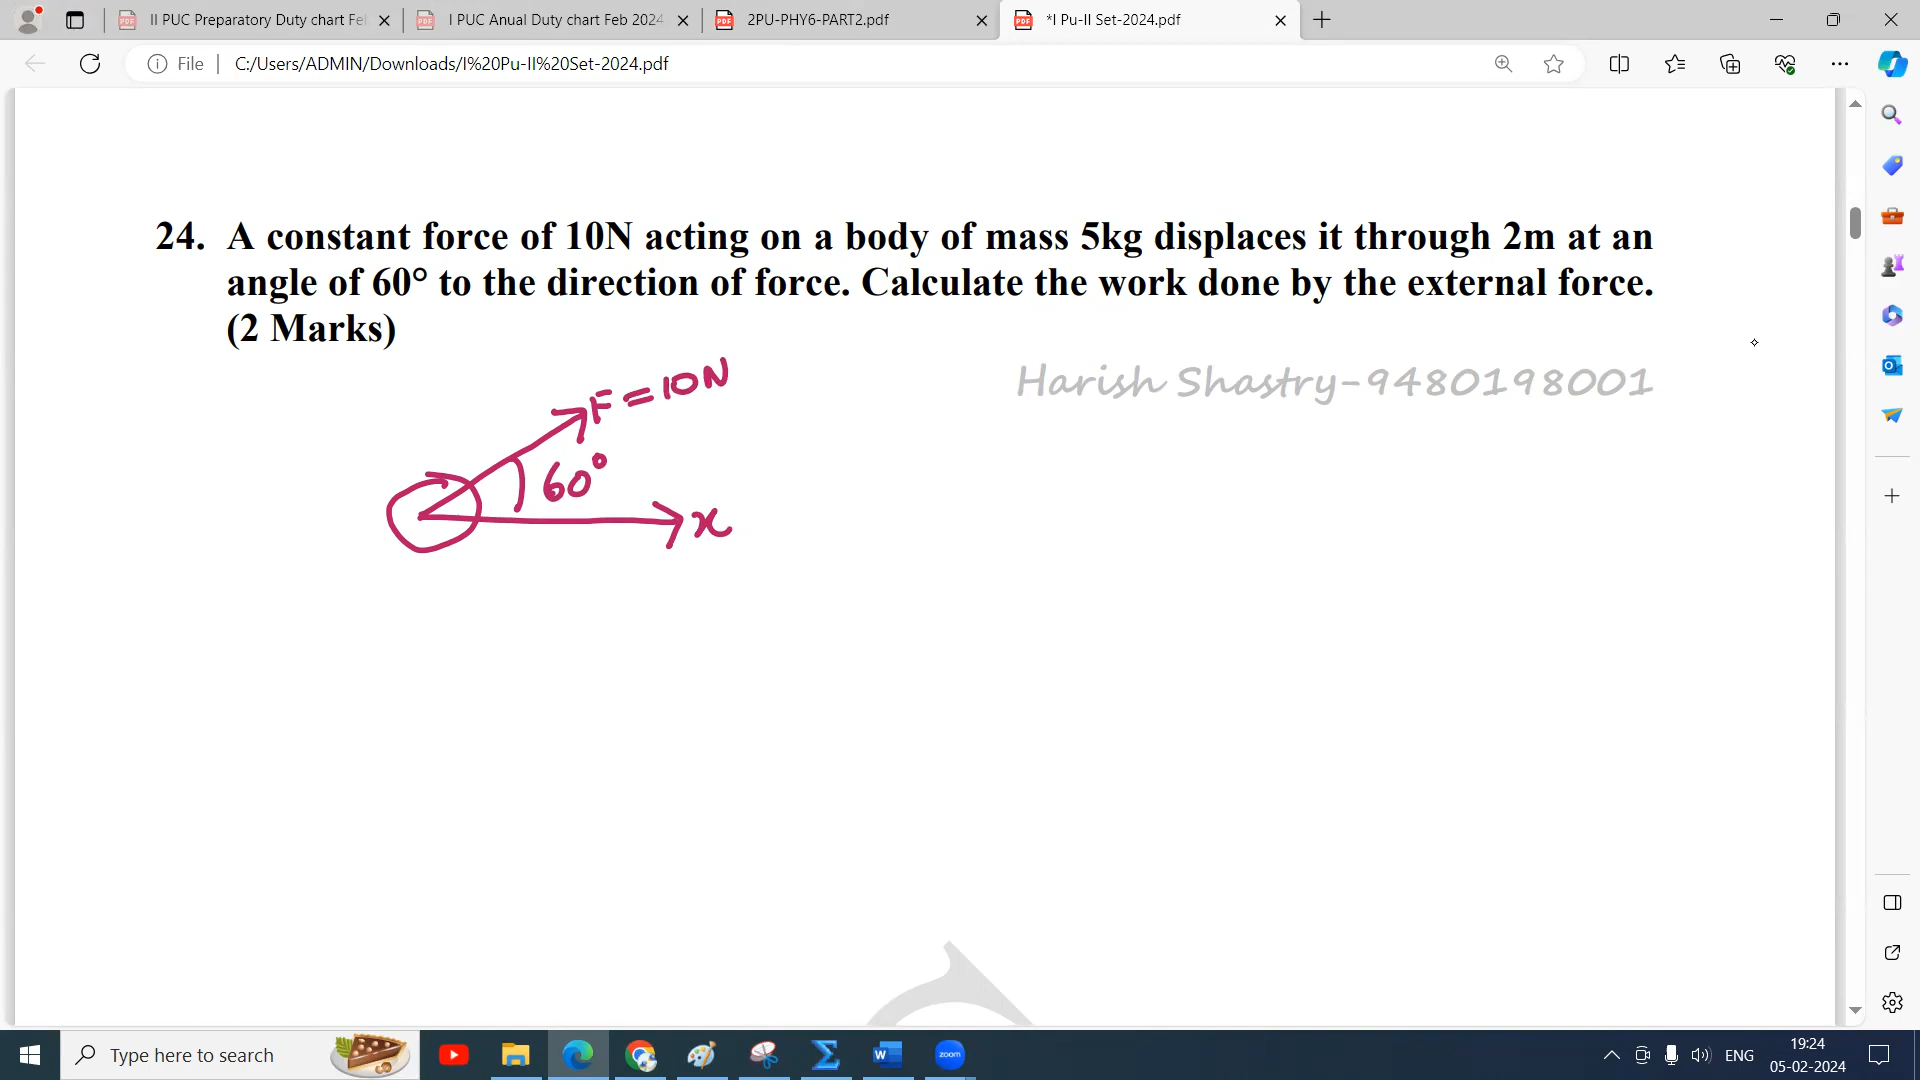 II PUC Preparatory Duty chart Fe
I PUC Anual Duty chart Feb 2024
2PU-PHY6-PART2.pdf
*I Pu-II Set-2024.pdf
File
C:/Users/ADMIN/Downloads/I%20Pu-II%20Set-2024.pdf
24. A constant force of 10N acting on a body of mass 5kg displaces it through 2m at an
angle of 60° to the direction of force. Calculate the work done by the external force.
(2 Marks)
Harish Shastry-9480198001
F = 10N
60°
x
Type here to search
zoom
ENG
19:24
05-02-2024